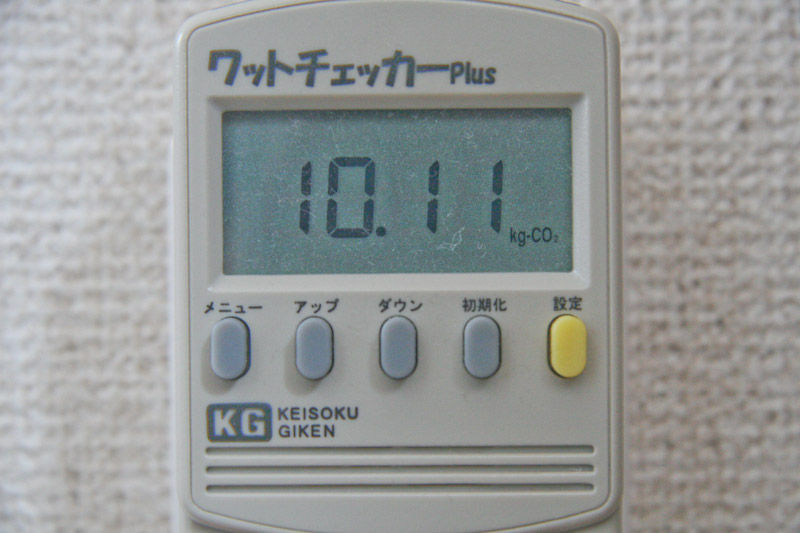 ワットチェッカーPlus
10.11 kg-CO₂
メニュー アップ ダウン 初期化 設定
KG KEISOKU
GIKEN